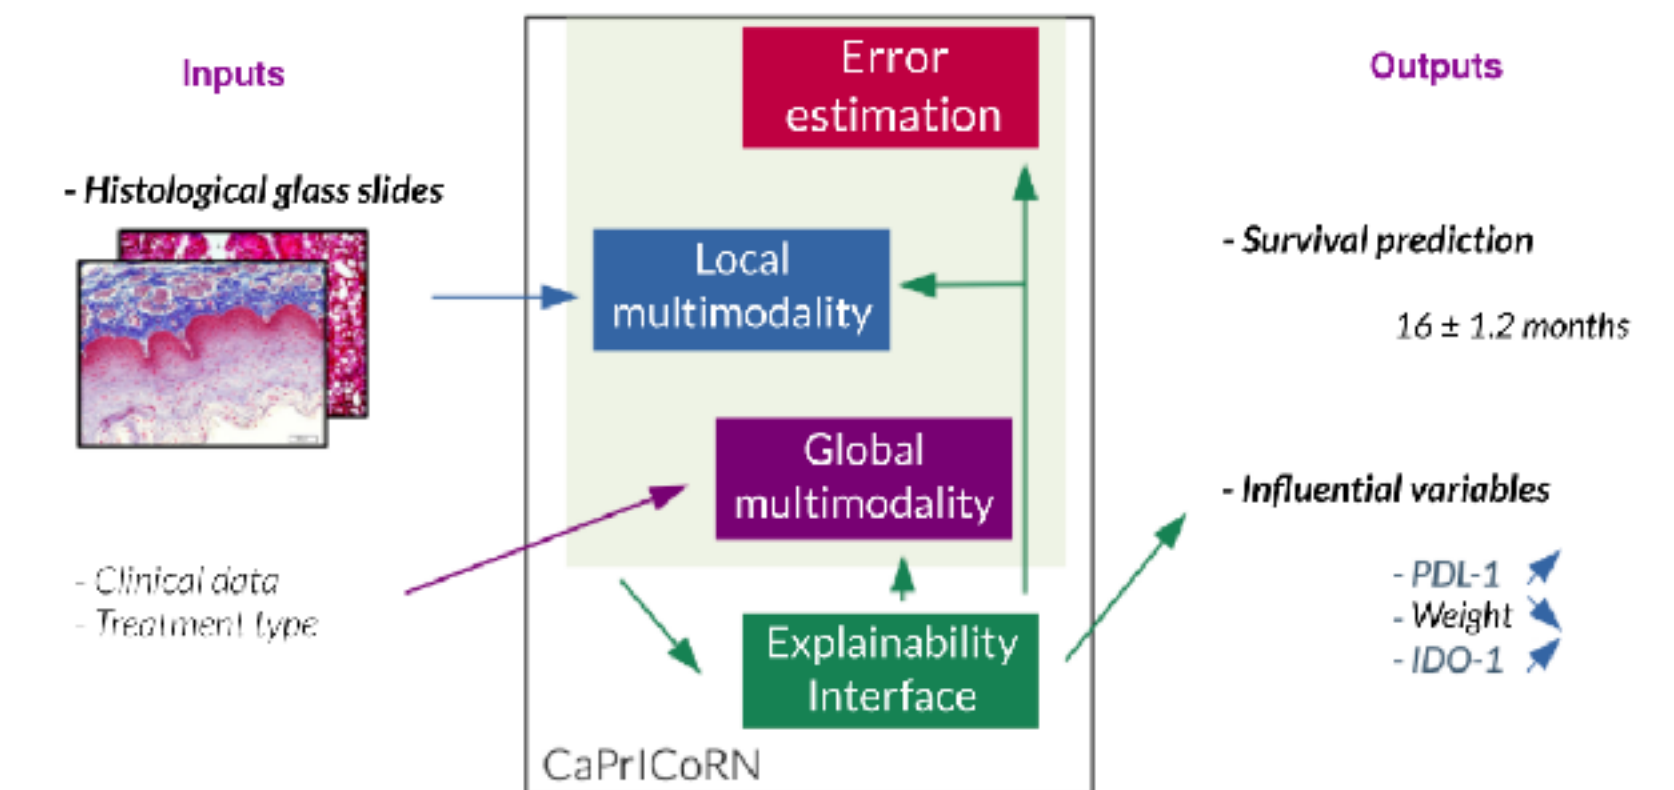 Inputs
- Histological glass slides
- Clinical data
- Treatment type
Error
estimation
Local
multimodality
Global
multimodality
Explainability
Interface
CaPrICoRN
Outputs
- Survival prediction
16 ± 1.2 months
- Influential variables
- PDL-1
- Weight
- IDO-1